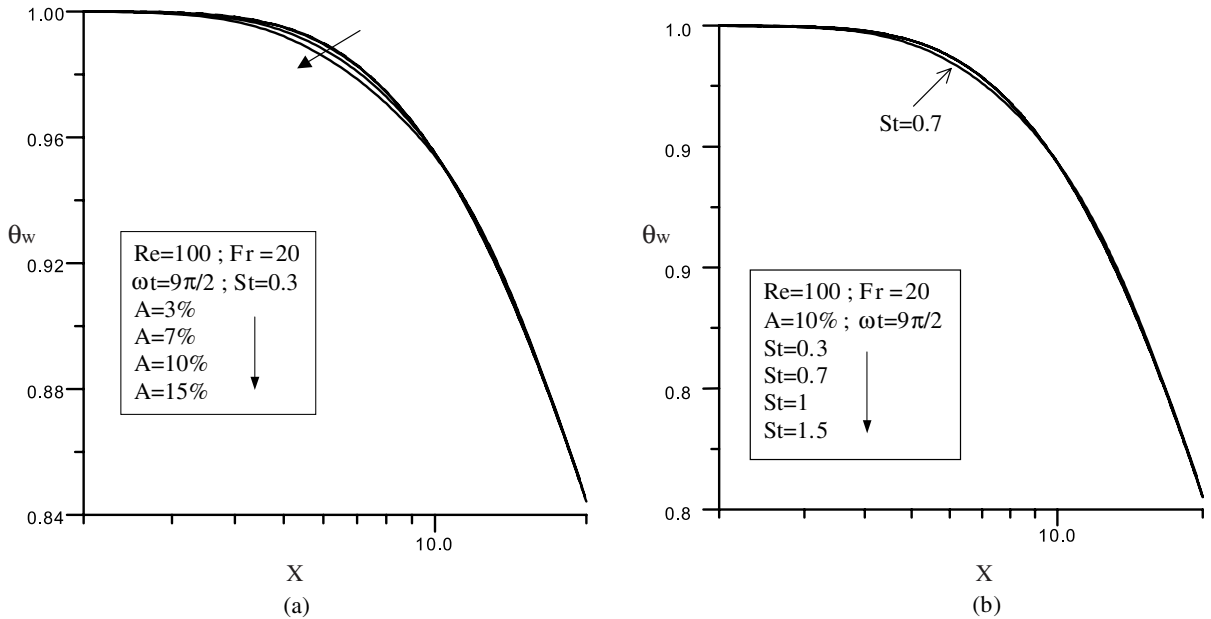 1.00
0.96
0.92
0.88
0.84
θw
Re=100 ; Fr=20
ωt=9π/2 ; St=0.3
A=3%
A=7%
A=10%
A=15%
10.0
X
(a)
1.0
0.9
0.9
0.8
0.8
θw
St=0.7
Re=100 ; Fr=20
A=10% ; ωt=9π/2
St=0.3
St=0.7
St=1
St=1.5
10.0
X
(b)